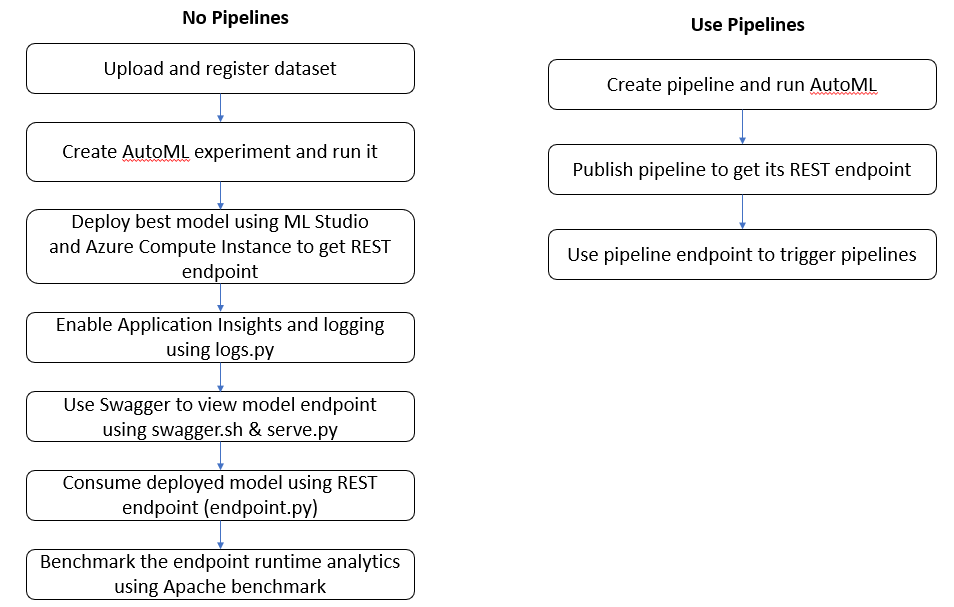 No Pipelines
Upload and register dataset
Create AutoML experiment and run it
Deploy best model using ML Studio
and Azure Compute Instance to get REST
endpoint
Enable Application Insights and logging
using logs.py
Use Swagger to view model endpoint
using swagger.sh & serve.py
Consume deployed model using REST
endpoint (endpoint.py)
Benchmark the endpoint runtime analytics
using Apache benchmark
Use Pipelines
Create pipeline and run AutoML
Publish pipeline to get its REST endpoint
Use pipeline endpoint to trigger pipelines